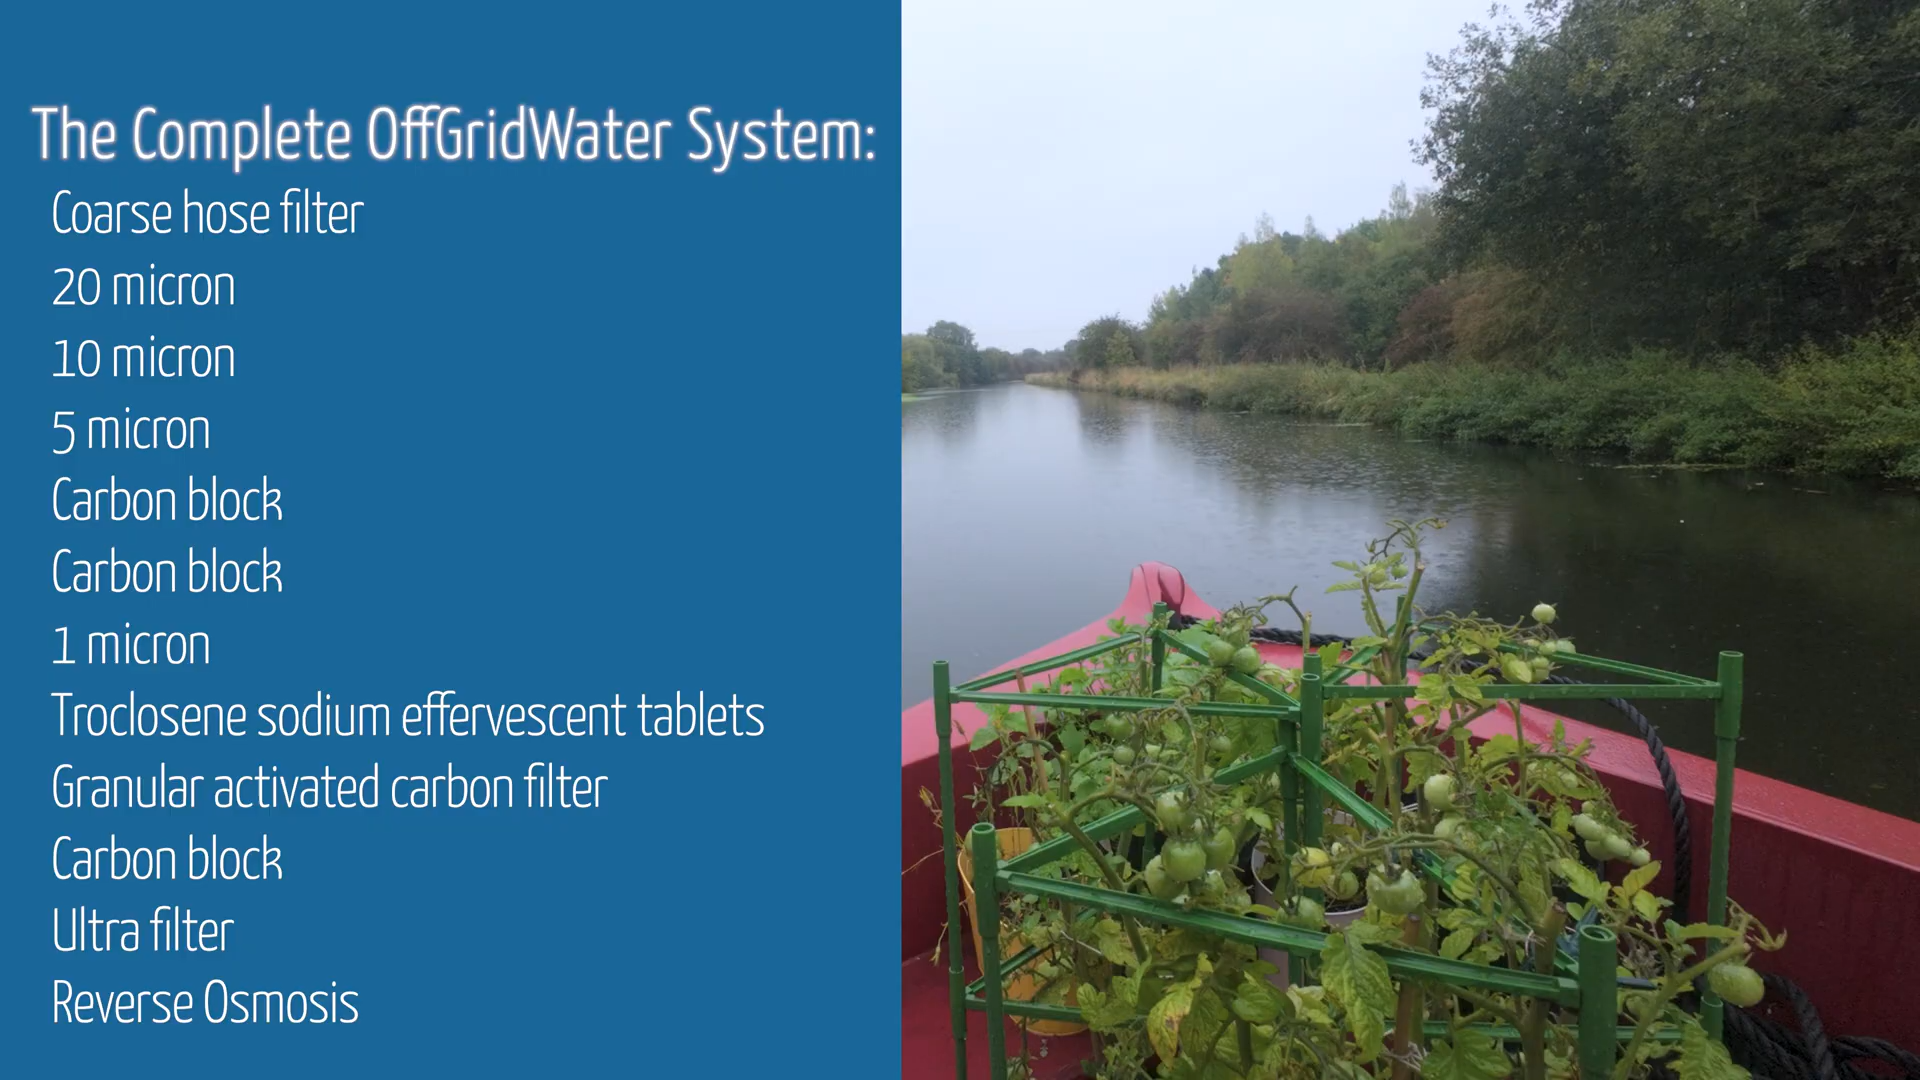 The Complete OffGridWater System:
Coarse hose filter
20 micron
10 micron
5 micron
Carbon block
Carbon block
1 micron
Troclosene sodium effervescent tablets
Granular activated carbon filter
Carbon block
Ultra filter
Reverse Osmosis